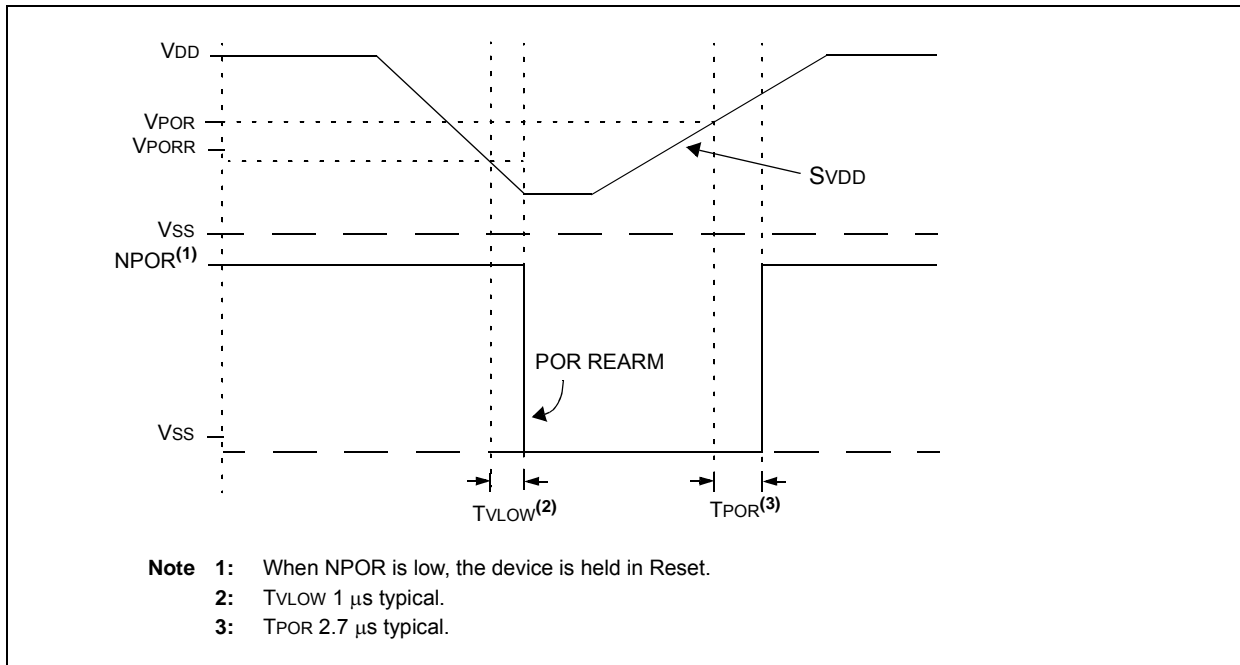 VDD
VPOR
VPORR
SVDD
VSS
NPOR(1)
POR REARM
VSS
TVLOW(2)
TPOR(3)
Note 1: When NPOR is low, the device is held in Reset.
2: TVLOW 1 μs typical.
3: TPOR 2.7 μs typical.